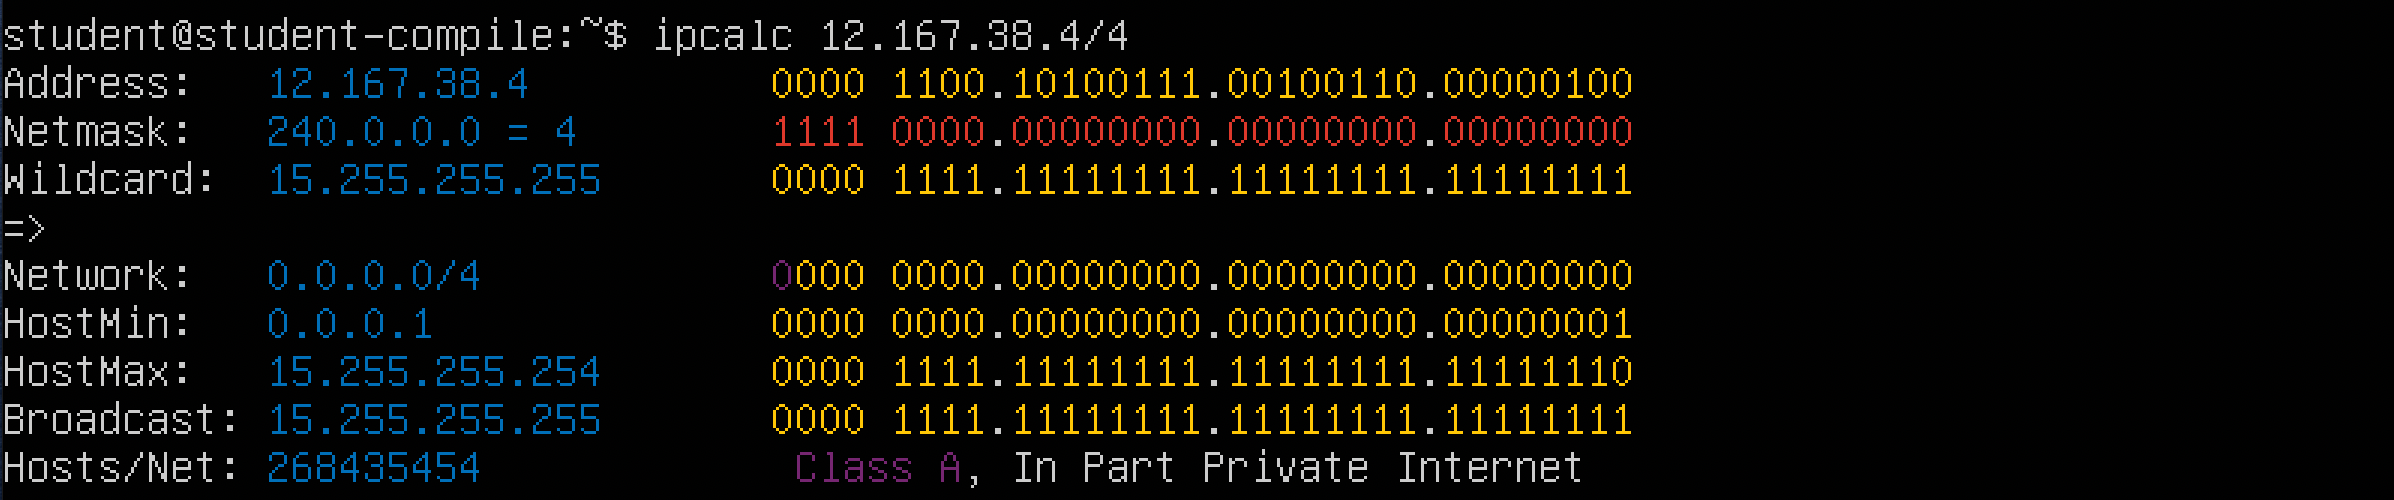 student@student-compile:~$ ipcalc 12.167.38.4/4
Address:   12.167.38.4          0000 1100.10100111.00100110.00000100
Netmask:   240.0.0.0 = 4        1111 0000.00000000.00000000.00000000
Wildcard:  15.255.255.255       0000 1111.11111111.11111111.11111111
=>
Network:   0.0.0.0/4            0000 0000.00000000.00000000.00000000
HostMin:   0.0.0.1              0000 0000.00000000.00000000.00000001
HostMax:   15.255.255.254       0000 1111.11111111.11111111.11111110
Broadcast: 15.255.255.255       0000 1111.11111111.11111111.11111111
Hosts/Net: 268435454             Class A, In Part Private Internet